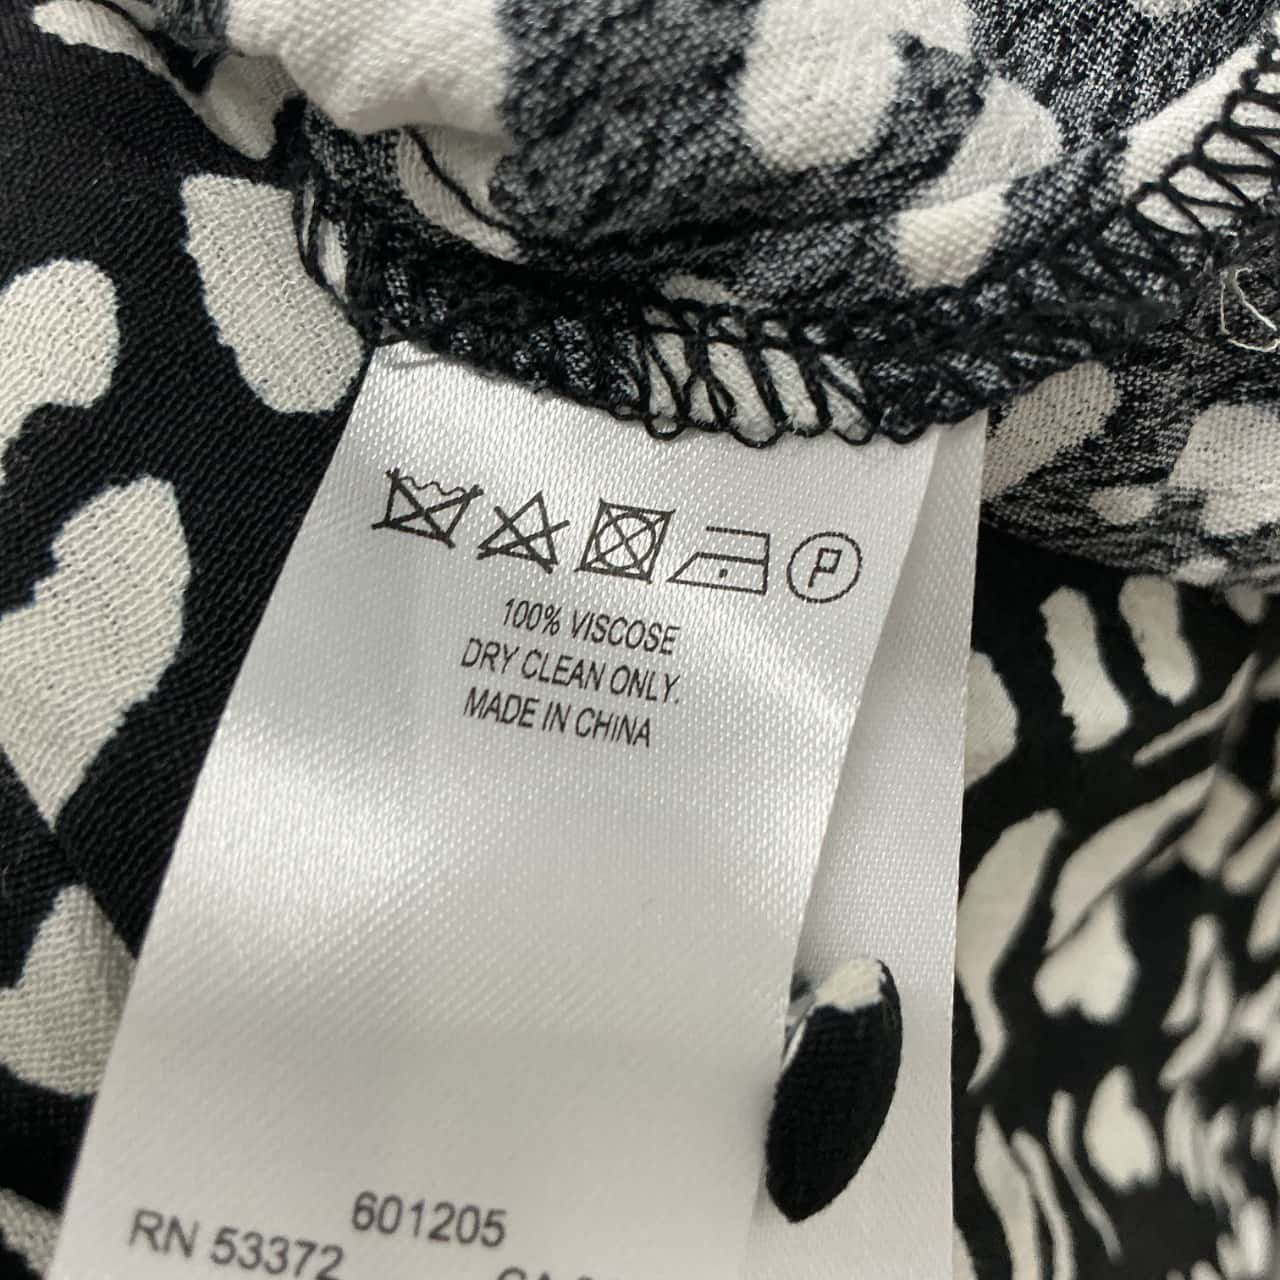 P
100% VISCOSE
DRY CLEAN ONLY.
MADE IN CHINA
601205
RN 53372